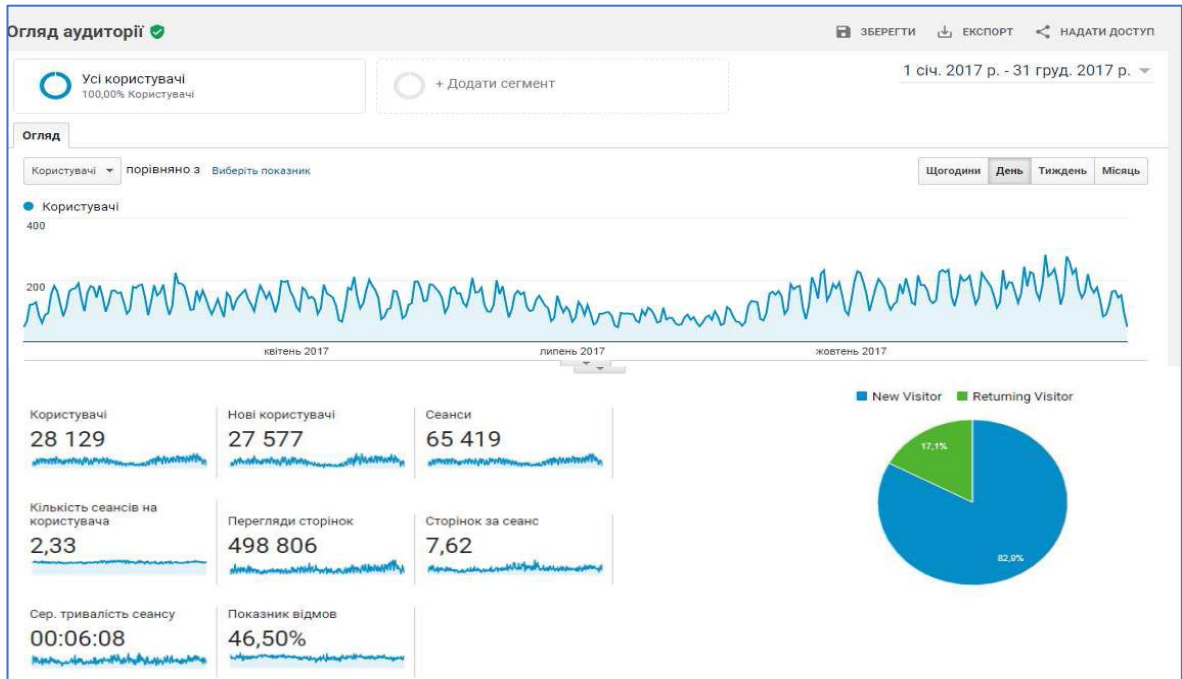 Огляд аудиторії
ЗБЕРЕГТИ ЕКСПОРТ НАДАТИ ДОСТУП
Усі користувачі
100,00% Користувачі
+ Додати сегмент
1 січ. 2017 р. - 31 груд. 2017 р.
Огляд
Користувачі порівняно з Виберіть показник
Щогодини День Тиждень Місяць
Користувачі
400
200
квітень 2017 липень 2017 жовтень 2017
New Visitor Returning Visitor
17,1%
82,9%
Користувачі
28 129
Нові користувачі
27 577
Сеанси
65 419
Кількість сеансів на
користувача
2,33
Перегляди сторінок
498 806
Сторінок за сеанс
7,62
Сер. тривалість сеансу
00:06:08
Показник відмов
46,50%